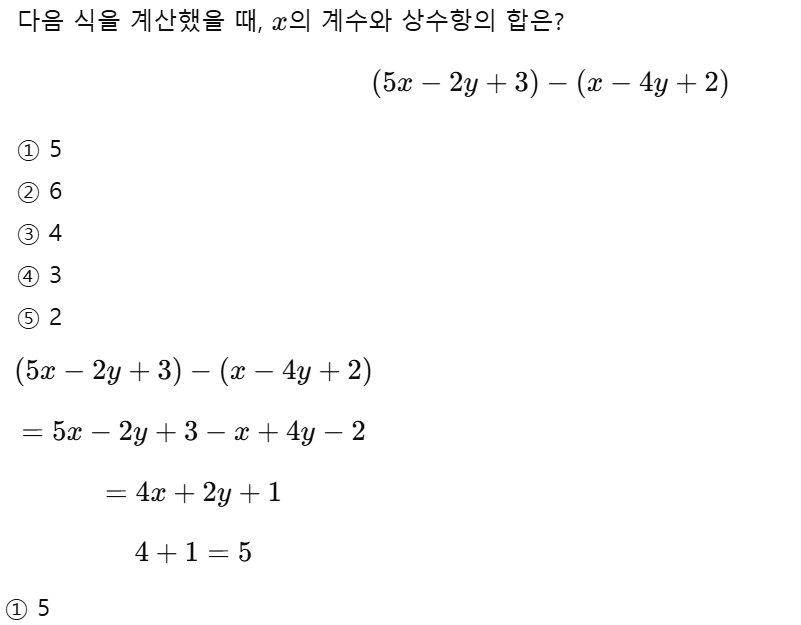 다음 식을 계산했을 때, x의 계수와 상수항의 합은?
(5x − 2y + 3) − (x − 4y + 2)
① 5
② 6
③ 4
④ 3
⑤ 2
(5x − 2y + 3) − (x − 4y + 2)
= 5x − 2y + 3 − x + 4y − 2
= 4x + 2y + 1
4 + 1 = 5
① 5